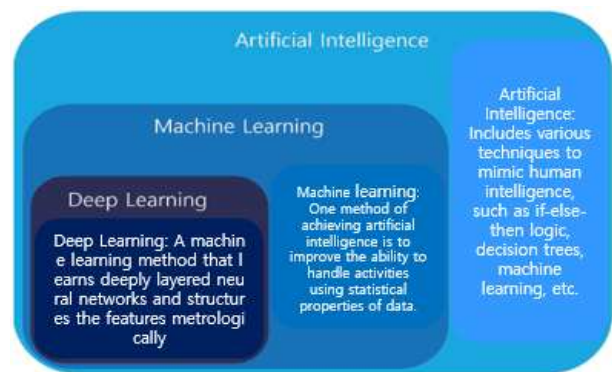 Artificial Intelligence
Machine Learning
Deep Learning
Deep Learning: A machin
e learning method that l
earns deeply layered neu
ral networks and structur
es the features metrologi
cally
Machine learning:
One method of
achieving artificial
intelligence is to
improve the ability to
handle activities
using statistical
properties of data.
Artificial
Intelligence:
Includes various
techniques to
mimic human
intelligence,
such as if-else-
then logic,
decision trees,
machine
learning, etc.